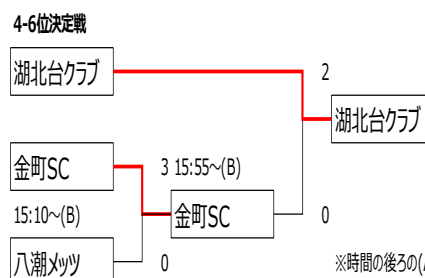 4-6位決定戦
湖北台クラブ
2
湖北台クラブ
金町SC
3 15:55～(B)
15:10～(B)
金町SC
0
八潮メッツ
0
※時間の後ろの(